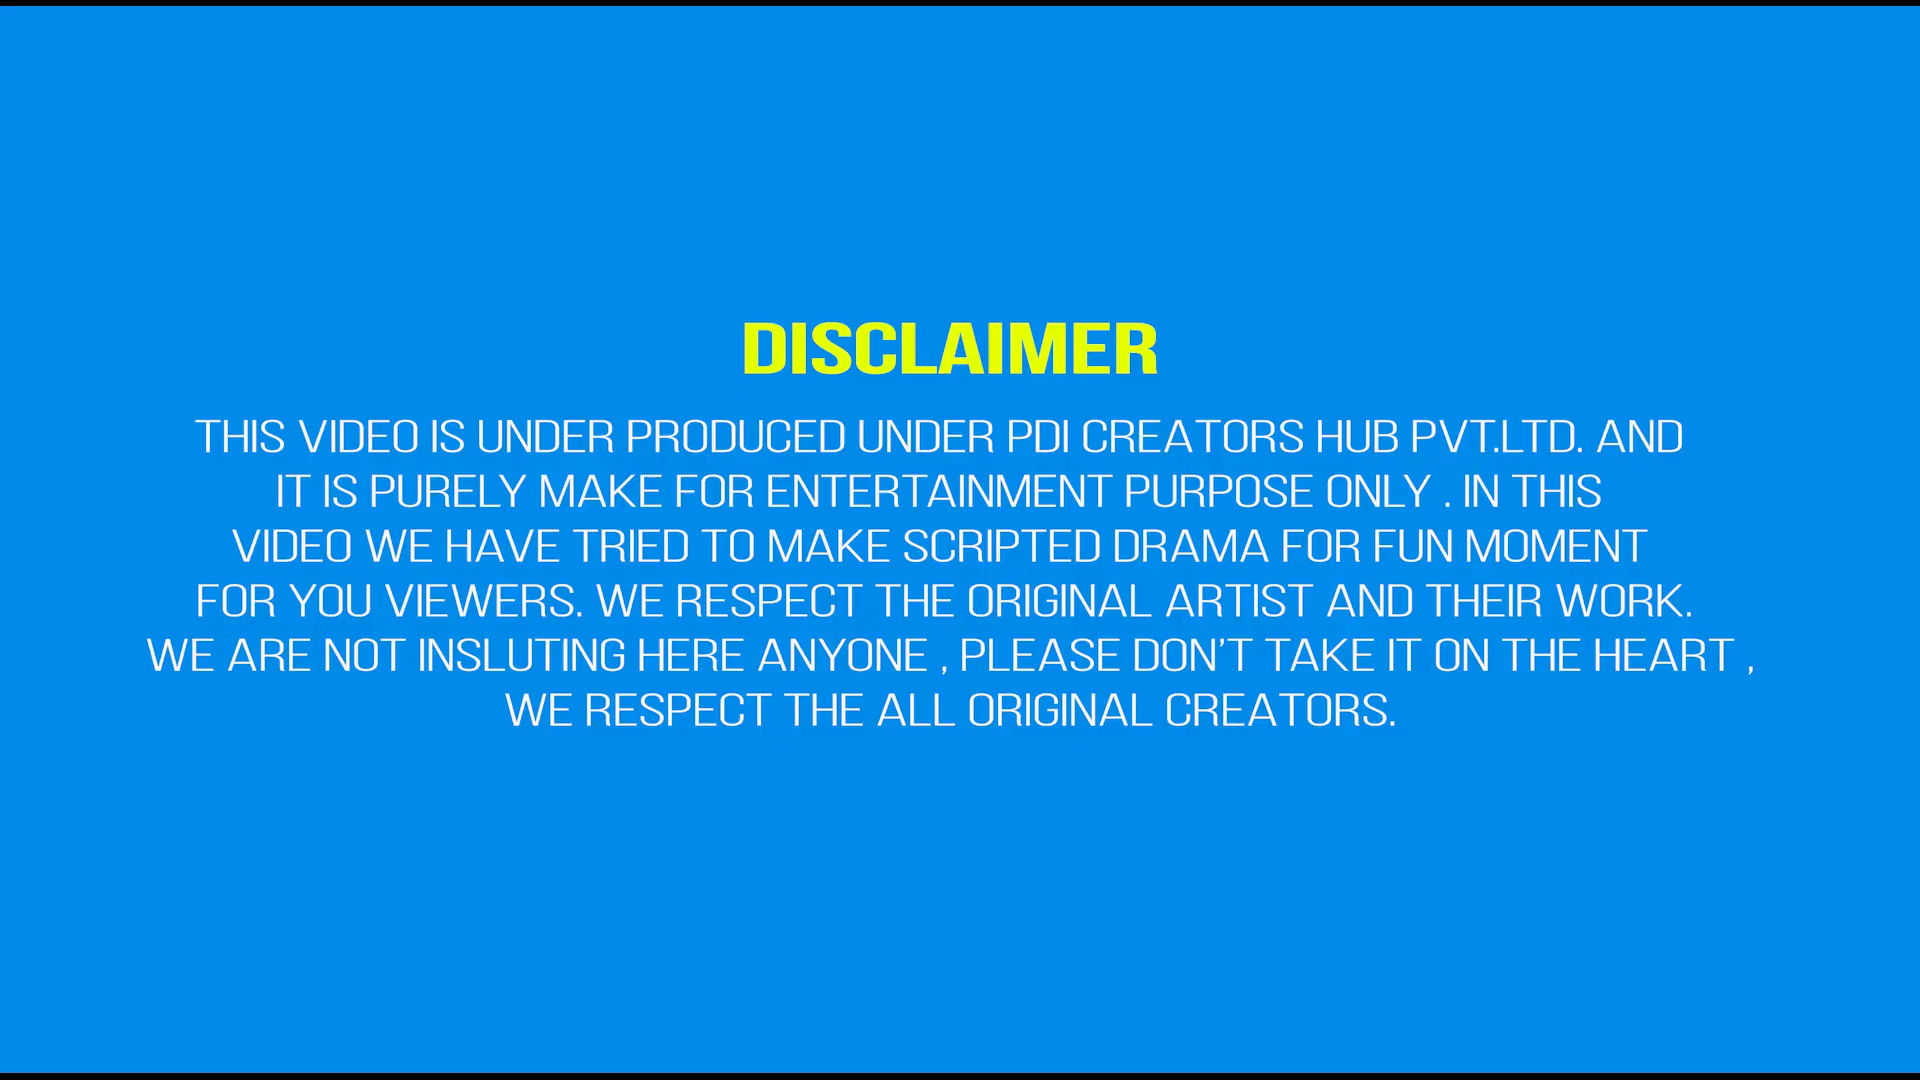 DISCLAIMER
THIS VIDEO IS UNDER PRODUCED UNDER PDI CREATORS HUB PVT.LTD. AND
IT IS PURELY MAKE FOR ENTERTAINMENT PURPOSE ONLY . IN THIS
VIDEO WE HAVE TRIED TO MAKE SCRIPTED DRAMA FOR FUN MOMENT
FOR YOU VIEWERS. WE RESPECT THE ORIGINAL ARTIST AND THEIR WORK.
WE ARE NOT INSLUTING HERE ANYONE , PLEASE DON'T TAKE IT ON THE HEART ,
WE RESPECT THE ALL ORIGINAL CREATORS.